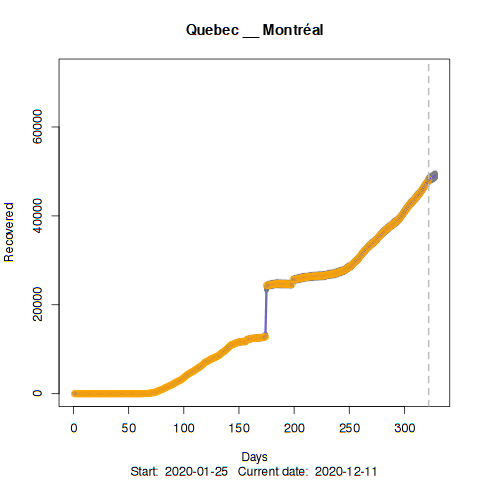 Quebec __ Montréal
60000
40000
20000
0
Recovered
0 50 100 150 200 250 300
Days
Start: 2020-01-25 Current date: 2020-12-11